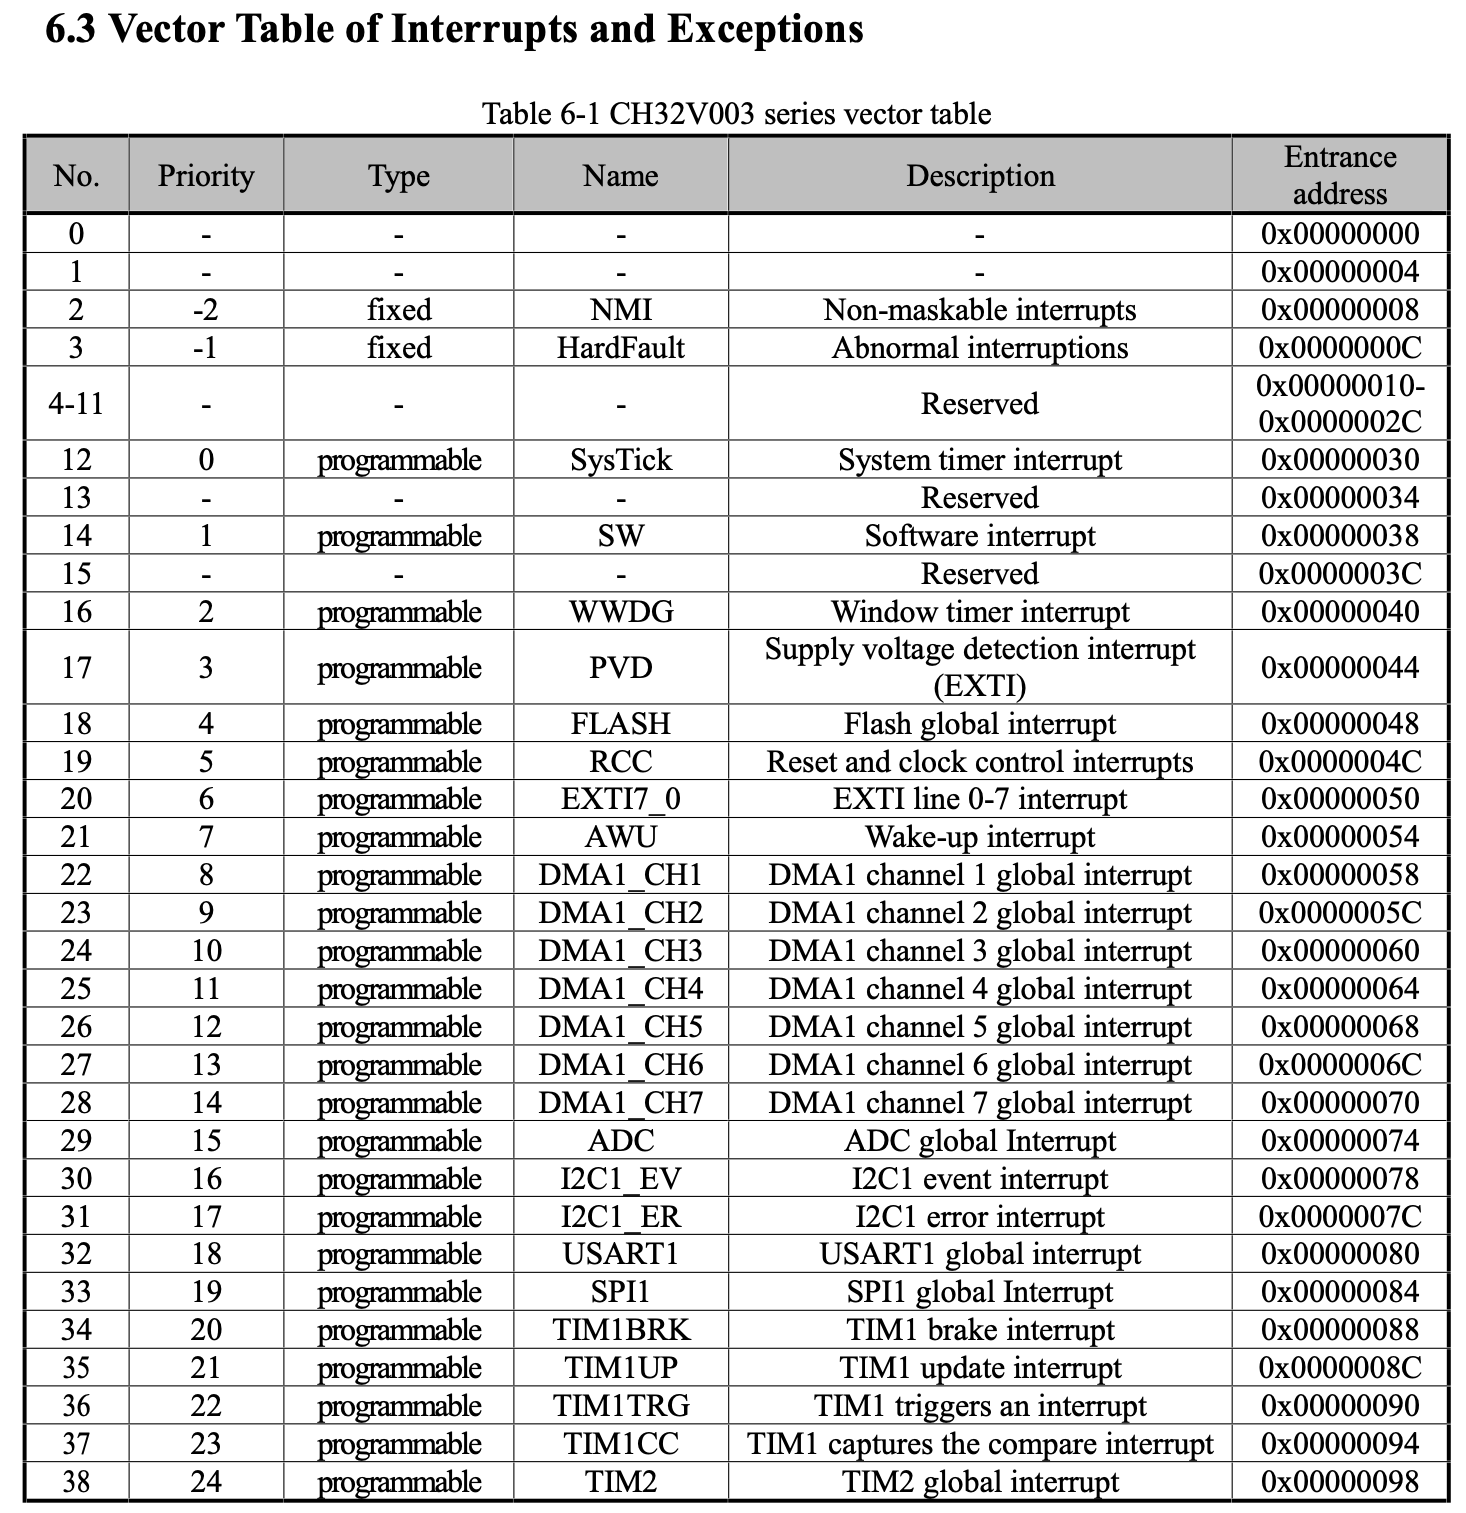 6.3 Vector Table of Interrupts and Exceptions
Table 6-1 CH32V003 series vector table
No. Priority Type Name Description Entrance address
0 - - - - 0x00000000
1 - - - - 0x00000004
2 -2 fixed NMI Non-maskable interrupts 0x00000008
3 -1 fixed HardFault Abnormal interruptions 0x0000000C
4-11 - - - Reserved 0x00000010-0x0000002C
12 0 programmable SysTick System timer interrupt 0x00000030
13 - - - Reserved 0x00000034
14 1 programmable SW Software interrupt 0x00000038
15 - - - Reserved 0x0000003C
16 2 programmable WWDG Window timer interrupt 0x00000040
17 3 programmable PVD Supply voltage detection interrupt (EXTI) 0x00000044
18 4 programmable FLASH Flash global interrupt 0x00000048
19 5 programmable RCC Reset and clock control interrupts 0x0000004C
20 6 programmable EXTI7_0 EXTI line 0-7 interrupt 0x00000050
21 7 programmable AWU Wake-up interrupt 0x00000054
22 8 programmable DMA1_CH1 DMA1 channel 1 global interrupt 0x00000058
23 9 programmable DMA1_CH2 DMA1 channel 2 global interrupt 0x0000005C
24 10 programmable DMA1_CH3 DMA1 channel 3 global interrupt 0x00000060
25 11 programmable DMA1_CH4 DMA1 channel 4 global interrupt 0x00000064
26 12 programmable DMA1_CH5 DMA1 channel 5 global interrupt 0x00000068
27 13 programmable DMA1_CH6 DMA1 channel 6 global interrupt 0x0000006C
28 14 programmable DMA1_CH7 DMA1 channel 7 global interrupt 0x00000070
29 15 programmable ADC ADC global Interrupt 0x00000074
30 16 programmable I2C1_EV I2C1 event interrupt 0x00000078
31 17 programmable I2C1_ER I2C1 error interrupt 0x0000007C
32 18 programmable USART1 USART1 global interrupt 0x00000080
33 19 programmable SPI1 SPI1 global Interrupt 0x00000084
34 20 programmable TIM1BRK TIM1 brake interrupt 0x00000088
35 21 programmable TIM1UP TIM1 update interrupt 0x0000008C
36 22 programmable TIM1TRG TIM1 triggers an interrupt 0x00000090
37 23 programmable TIM1CC TIM1 captures the compare interrupt 0x00000094
38 24 programmable TIM2 TIM2 global interrupt 0x00000098